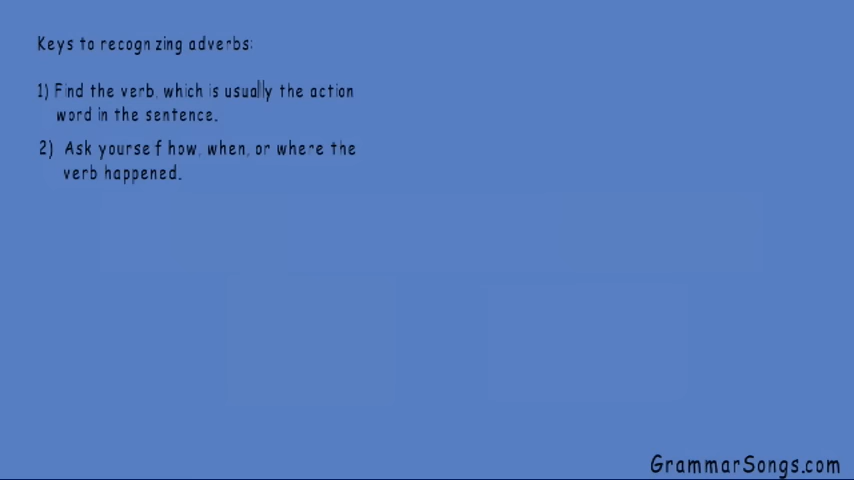 Keys to recognizing adverbs:
1) Find the verb, which is usually the action
word in the sentence.
2) Ask yourself how, when, or where the
verb happened.
GrammarSongs.com